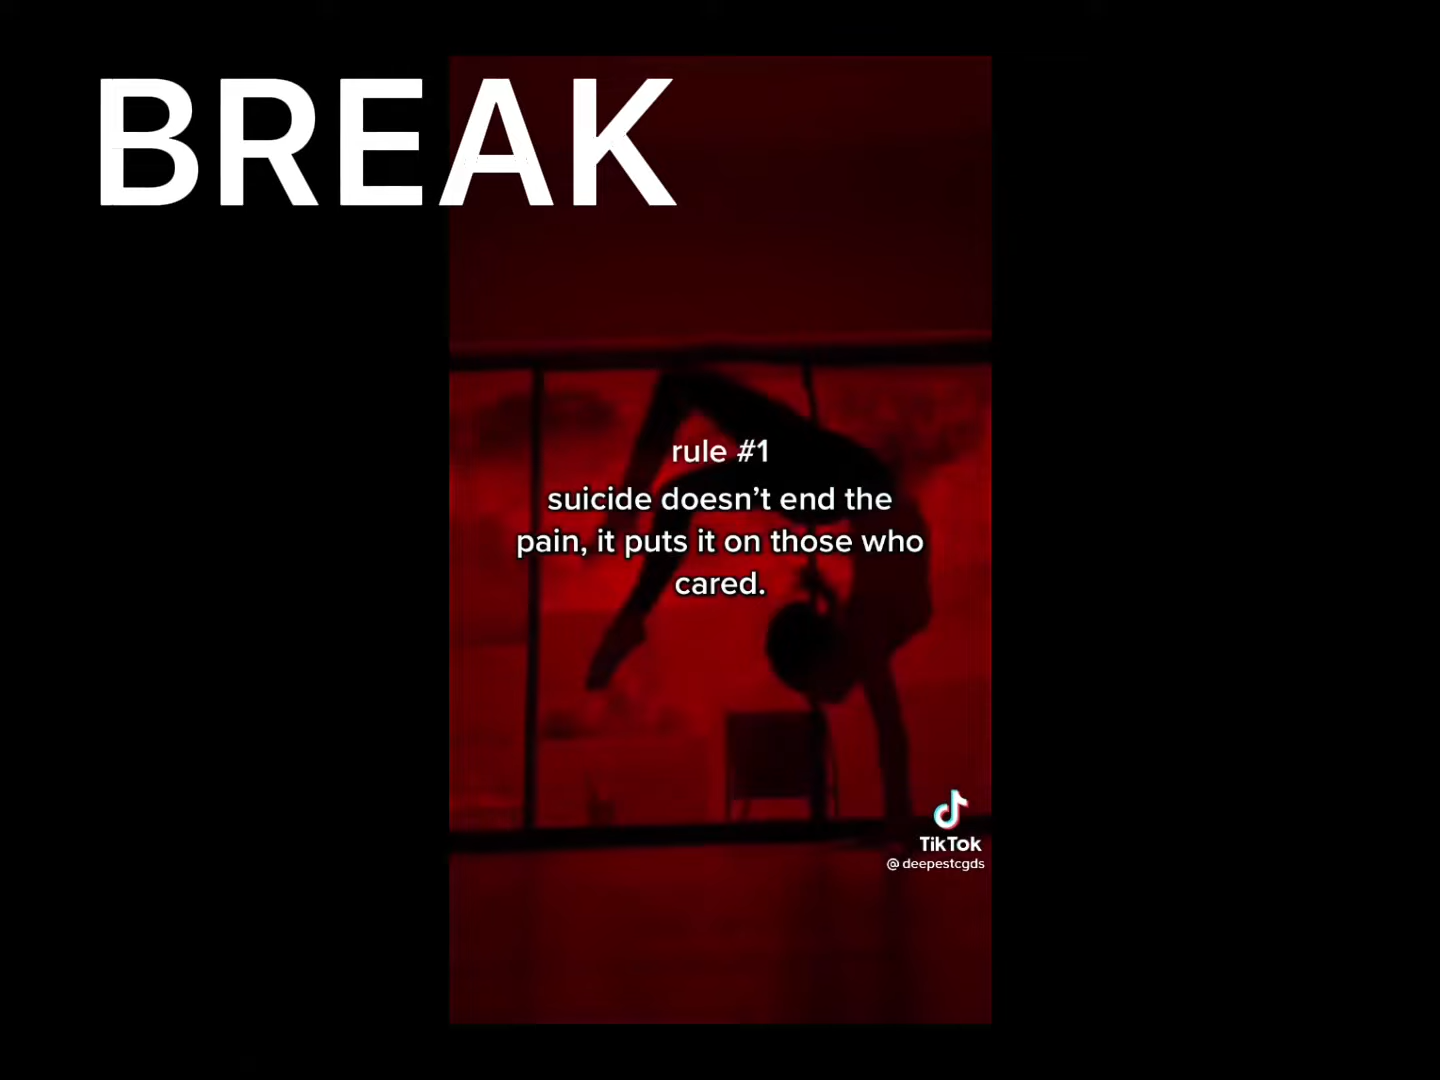 BREAK
rule #1
suicide doesn’t end the
pain, it puts it on those who
cared.
TikTok
@deepestcgds